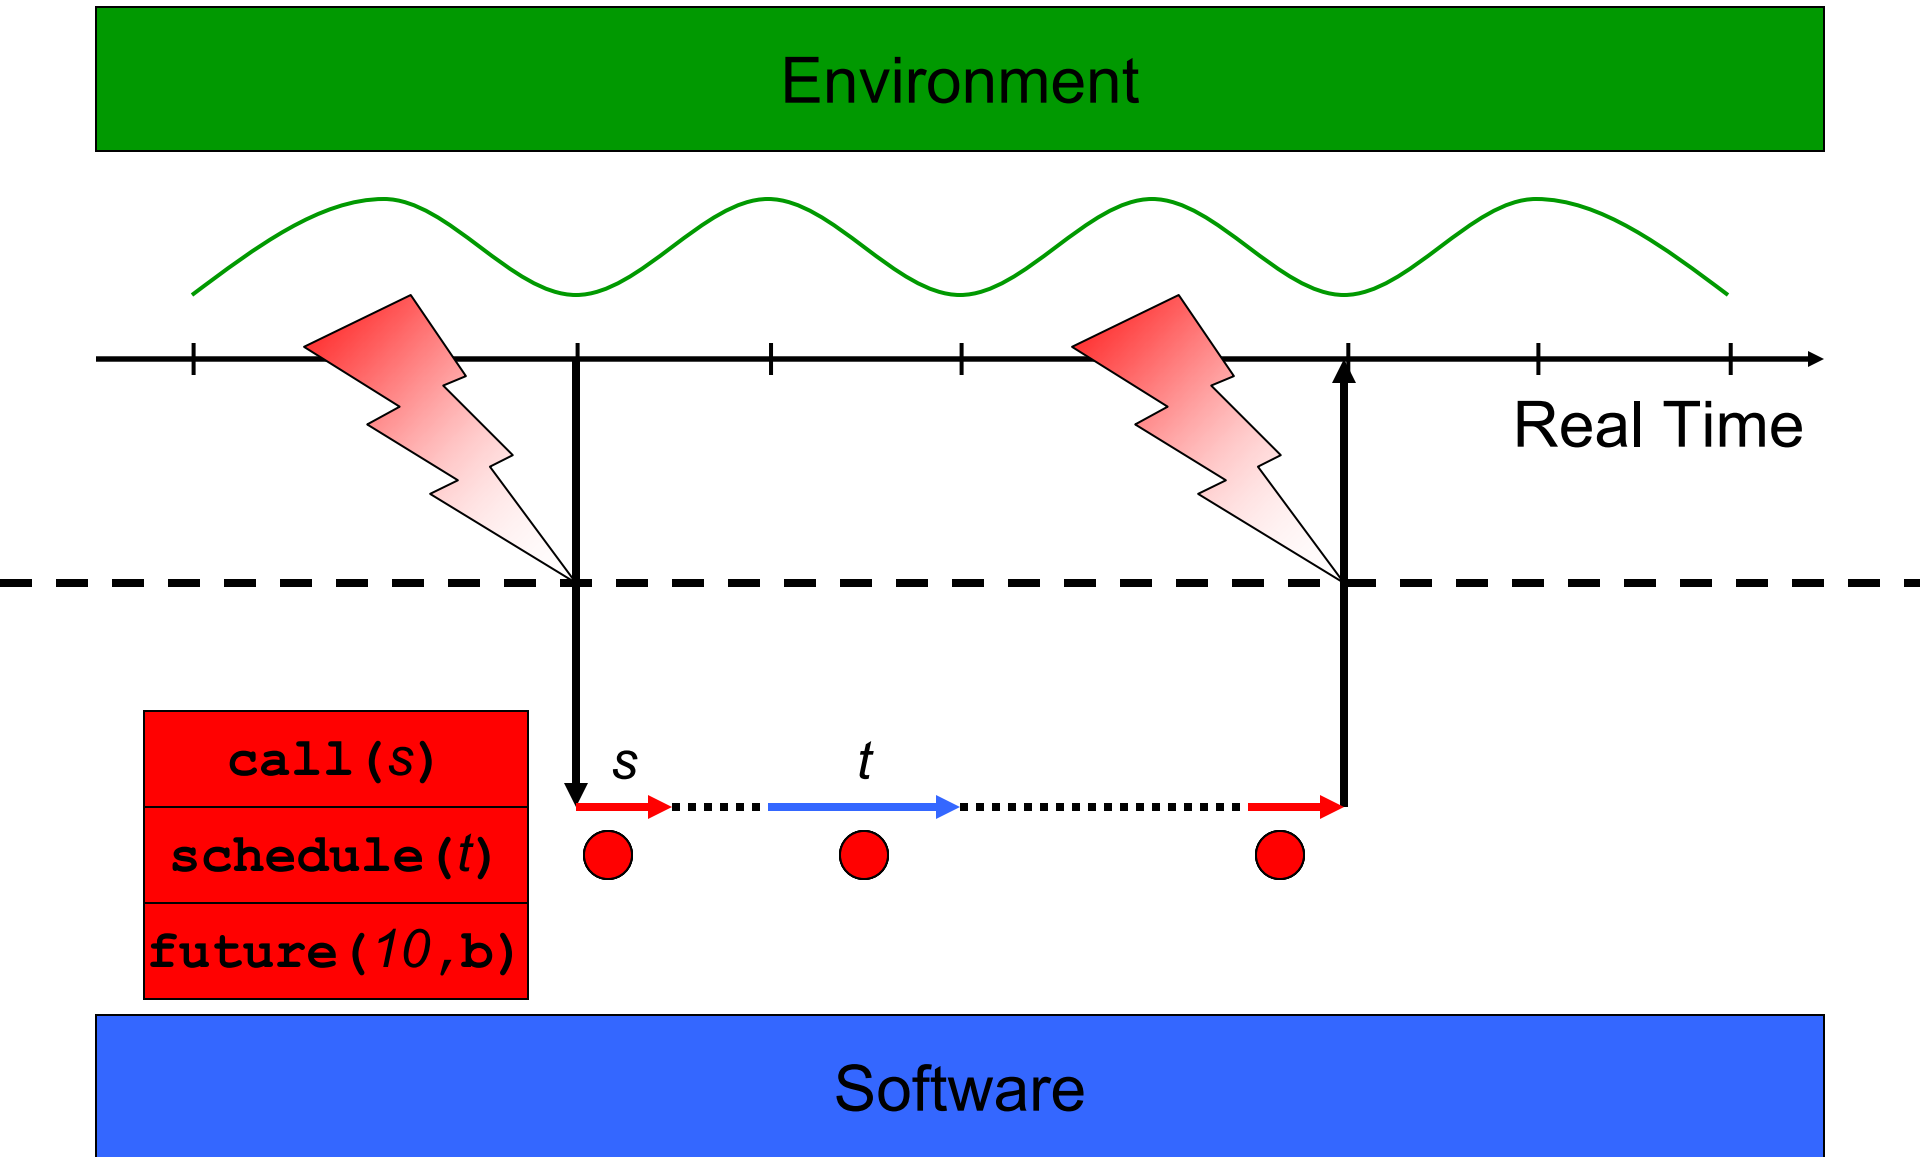 Environment
Real Time
s
t
call(s)
schedule(t)
future(10,b)
Software